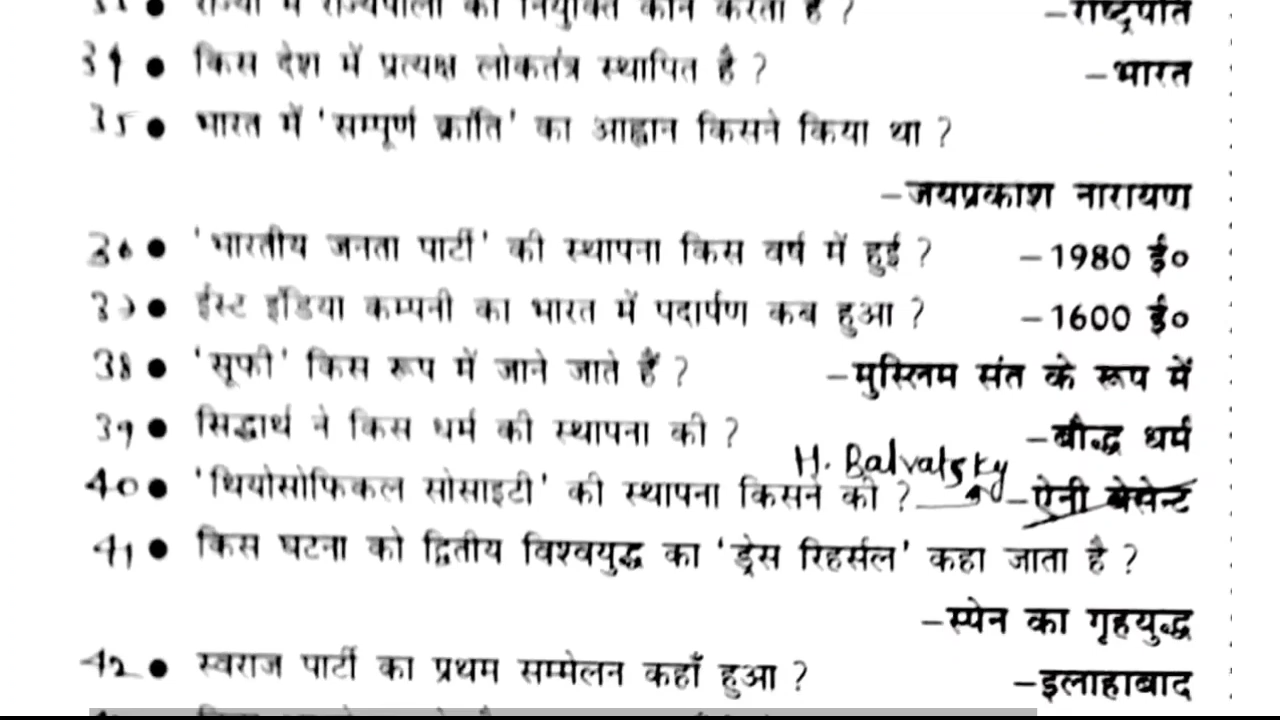 33 ● राज्यों में राज्यपालों की नियुक्ति कौन करता है ? –राष्ट्रपति
34 ● किस देश में प्रत्यक्ष लोकतंत्र स्थापित है ? –भारत
35 ● भारत में 'सम्पूर्ण क्रांति' का आह्वान किसने किया था ?
–जयप्रकाश नारायण
36 ● 'भारतीय जनता पार्टी' की स्थापना किस वर्ष में हुई ? –1980 ई०
37 ● ईस्ट इंडिया कम्पनी का भारत में पदार्पण कब हुआ ? –1600 ई०
38 ● 'सूफी' किस रूप में जाने जाते हैं ? –मुस्लिम संत के रूप में
39 ● सिद्धार्थ ने किस धर्म की स्थापना की ? –बौद्ध धर्म
H. Balvatsky
40 ● 'थियोसोफिकल सोसाइटी' की स्थापना किसने की ? –ऐनी बेसेन्ट
41 ● किस घटना को द्वितीय विश्वयुद्ध का 'ड्रेस रिहर्सल' कहा जाता है ?
–स्पेन का गृहयुद्ध
42 ● स्वराज पार्टी का प्रथम सम्मेलन कहाँ हुआ ? –इलाहाबाद